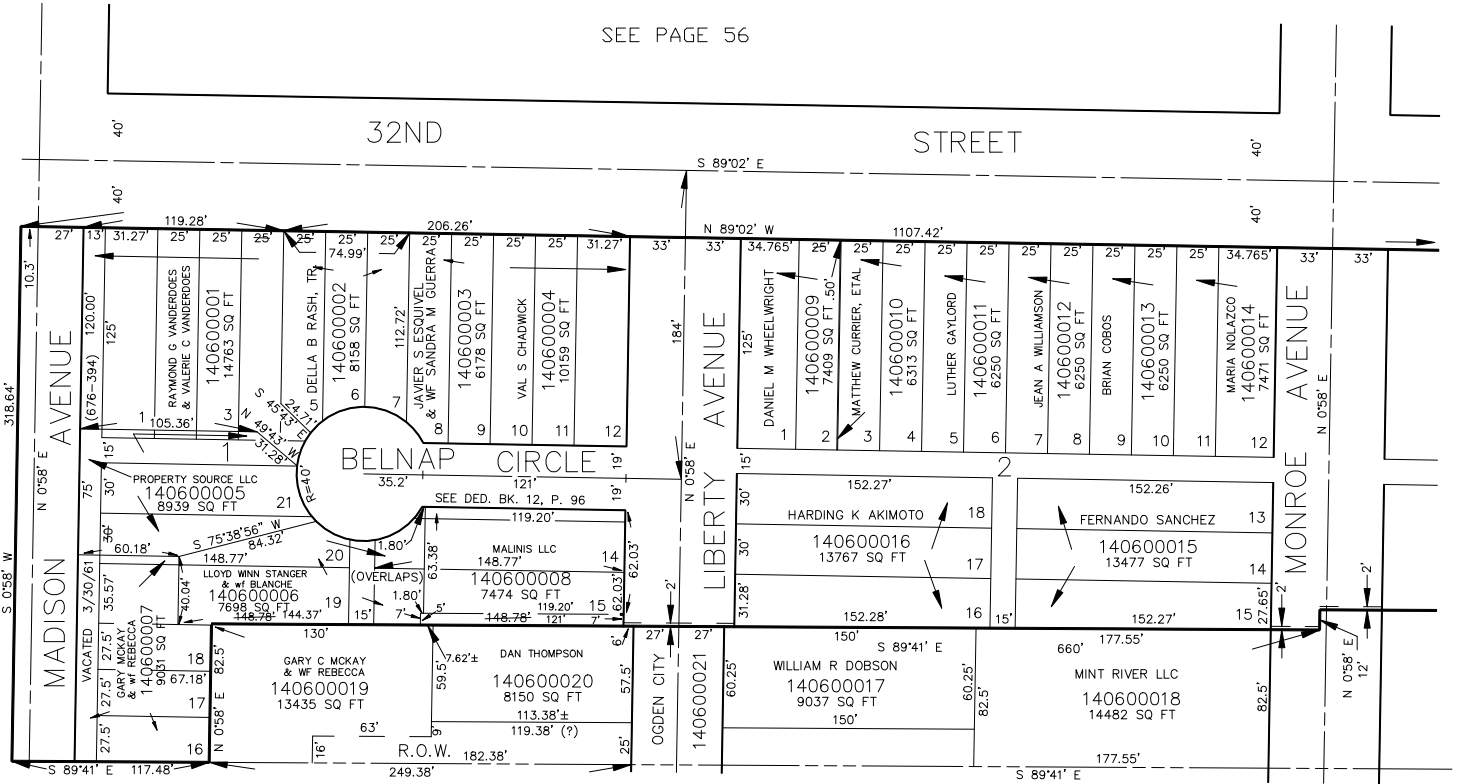 SEE PAGE 56
40'
32ND
STREET
40'
S 89°02' E
40'
40'
119.28'
206.26'
N 89°02' W
1107.42'
27'
13'
31.27'
25'
25'
25'
25'
25'
25'
25'
25'
25'
25'
31.27'
33'
33'
34.765'
25'
25'
25'
25'
25'
25'
25'
25'
25'
34.765'
33'
33'
74.99'
10.3'
120.00'
(676-394)
125'
RAYMOND G VANDERDOES
& VALERIE C VANDERDOES
140600001
14763 SQ FT
DELLA B RASH, TR
140600002
8158 SQ FT
112.72'
JAVIER S ESQUIVEL
& WF SANDRA M GUERRA
140600003
6178 SQ FT
VAL S CHADWICK
140600004
10159 SQ FT
184'
125'
DANIEL M WHEELWRIGHT
140600009
7409 SQ FT
.50'
MATTHEW CURRIER, ETAL
140600010
6313 SQ FT
LUTHER GAYLORD
140600011
6250 SQ FT
JEAN A WILLIAMSON
140600012
6250 SQ FT
BRIAN COBOS
140600013
6250 SQ FT
MARIA NOLAZCO
140600014
7471 SQ FT
318.64'
S 0°58' W
N 0°58' E
MADISON AVENUE
LIBERTY AVENUE
N 0°58' E
MONROE AVENUE
N 0°58' E
1
3
5
6
7
8
9
10
11
12
1
2
3
4
5
6
7
8
9
10
11
12
105.36'
1
S 45°43' E
24.71'
N 49°43' W
31.28'
R=40'
BELNAP CIRCLE
35.2'
121'
19'
19'
SEE DED. BK. 12, P. 96
119.20'
2
15'
15'
75'
30'
30'
PROPERTY SOURCE LLC
140600005
8939 SQ FT
21
S 75°38'56" W
84.32'
60.18'
148.77'
20
1.80'
(OVERLAPS)
1.80'
63.38'
MALINIS LLC
148.77'
14
140600008
7474 SQ FT
119.20'
15
148.78'
121'
7'
62.03'
62.03'
2'
7'
5'
15'
LLOYD WINN STANGER
& wf BLANCHE
140600006
7698 SQ FT
19
148.78'
144.37'
40.04'
35.57'
VACATED 3/30/61
GARY MCKAY
& wf REBECCA
140600007
9031 SQ FT
27.5'
27.5'
27.5'
18
67.18'
17
16
30'
30'
31.28'
152.27'
HARDING K AKIMOTO
18
140600016
13767 SQ FT
17
16
152.28'
15'
152.26'
FERNANDO SANCHEZ
13
140600015
13477 SQ FT
14
15
152.27'
27.65'
2'
2'
130'
82.5'
N 0°58' E
GARY C MCKAY
& WF REBECCA
140600019
13435 SQ FT
7.62'±
59.5'
DAN THOMPSON
140600020
8150 SQ FT
113.38'±
119.38' (?)
6'
57.5'
25'
63'
16'
R.O.W.
182.38'
249.38'
27'
27'
OGDEN CITY
140600021
60.25'
150'
WILLIAM R DOBSON
140600017
9037 SQ FT
150'
60.25'
82.5'
S 89°41' E
660'
177.55'
MINT RIVER LLC
140600018
14482 SQ FT
82.5'
177.55'
S 89°41' E
N 0°58' E
12'
S 89°41' E
117.48'